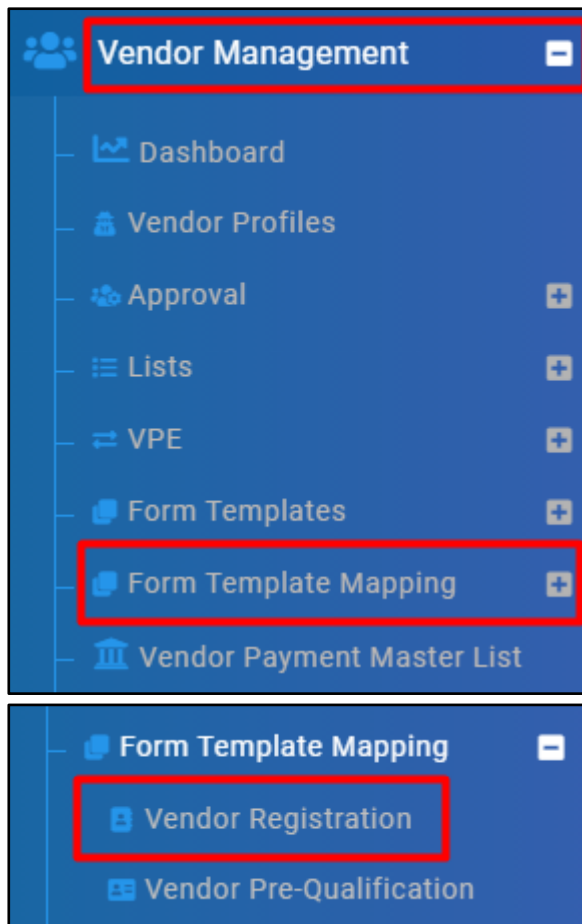 Vendor Management
Dashboard
Vendor Profiles
Approval
Lists
VPE
Form Templates
Form Template Mapping
Vendor Payment Master List
Form Template Mapping
Vendor Registration
Vendor Pre-Qualification